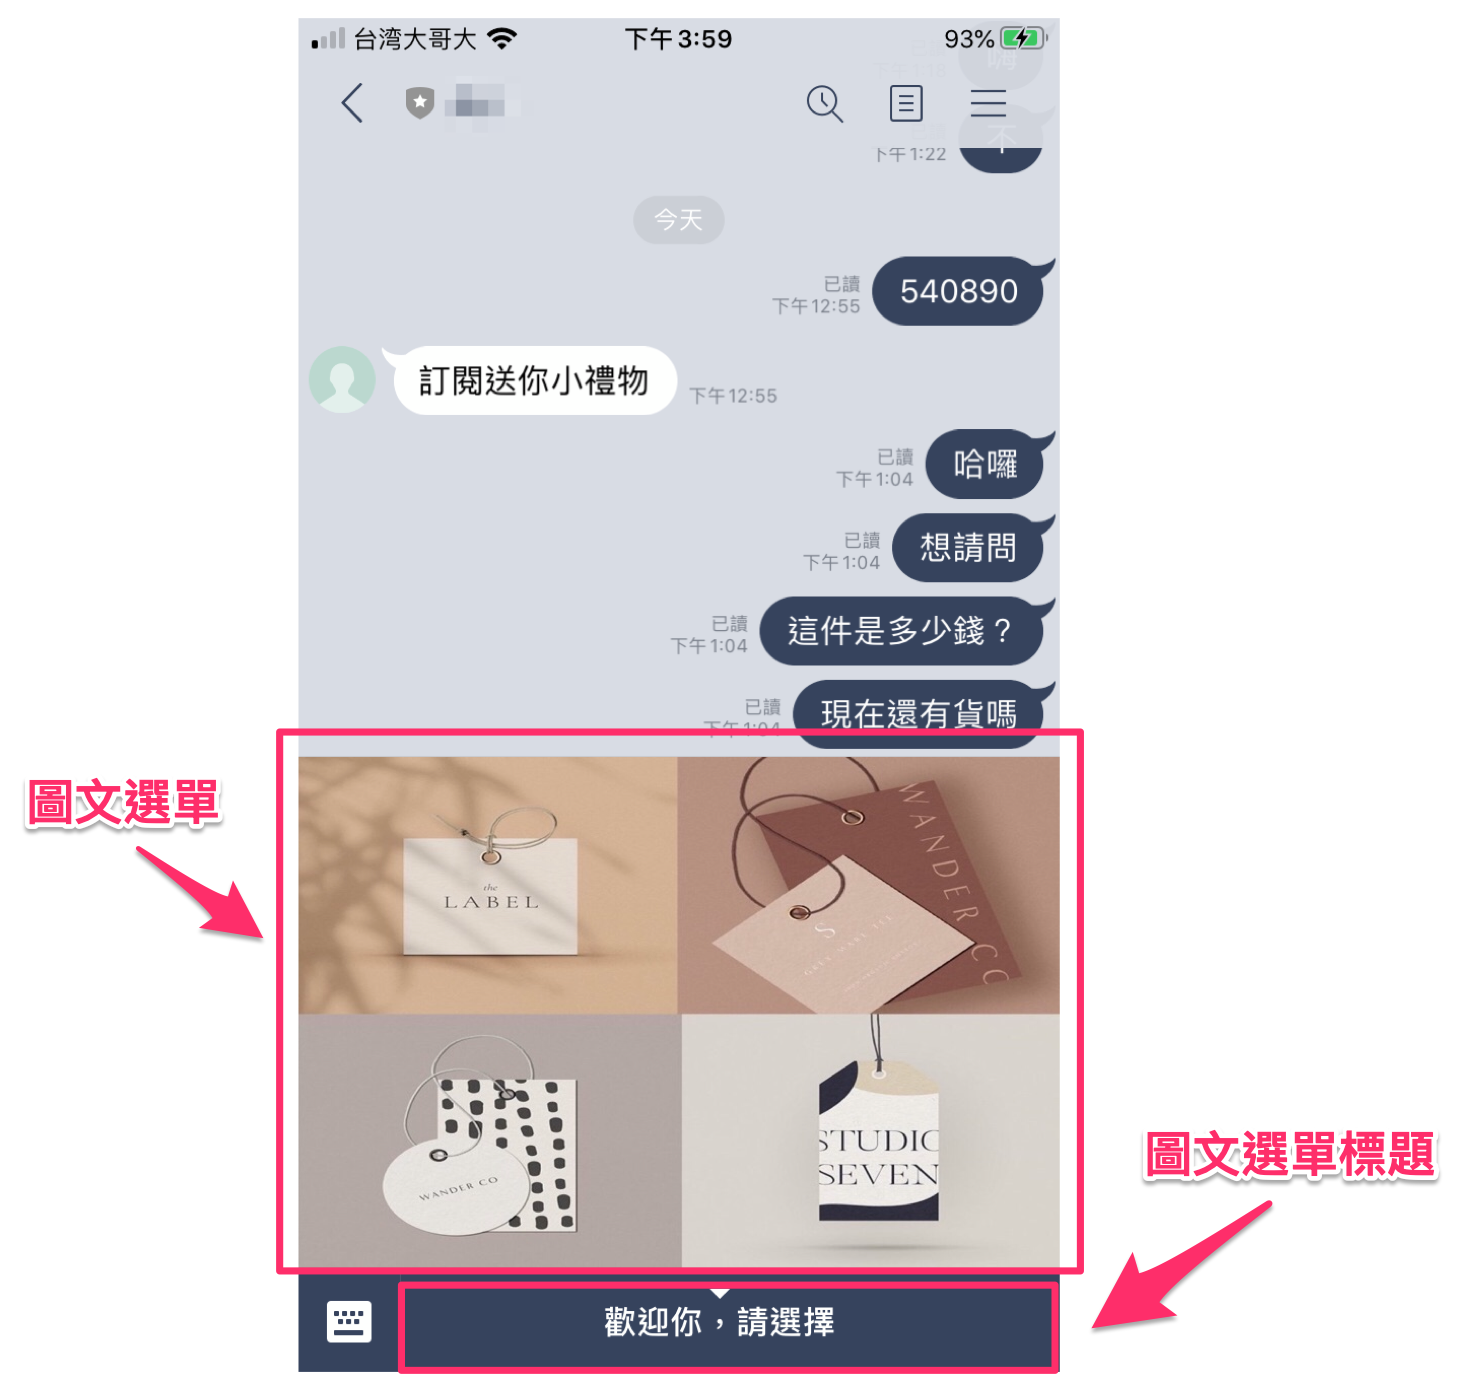 台湾大哥大
下午3:59
93%
下午1:22
不
今天
已讀
下午12:55
540890
訂閱送你小禮物
下午12:55
已讀
下午1:04
哈囉
已讀
下午1:04
想請問
已讀
下午1:04
這件是多少錢?
已讀
下午1:04
現在還有貨嗎
圖文選單
the
LABEL
WANDER CO
S
WANDER CO
STUDIO
SEVEN
圖文選單標題
歡迎你,請選擇